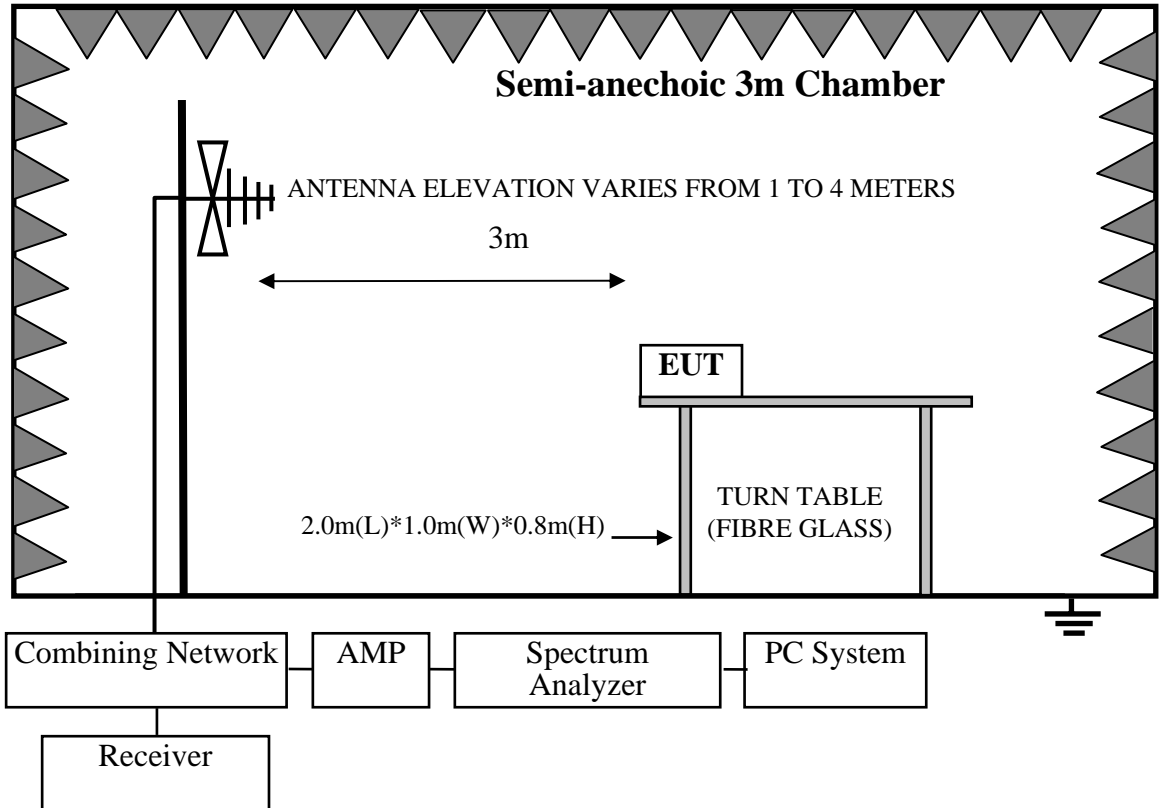 Semi-anechoic 3m Chamber
ANTENNA ELEVATION VARIES FROM 1 TO 4 METERS
3m
EUT
TURN TABLE
(FIBRE GLASS)
2.0m(L)*1.0m(W)*0.8m(H)
Combining Network
AMP
Spectrum
Analyzer
PC System
Receiver